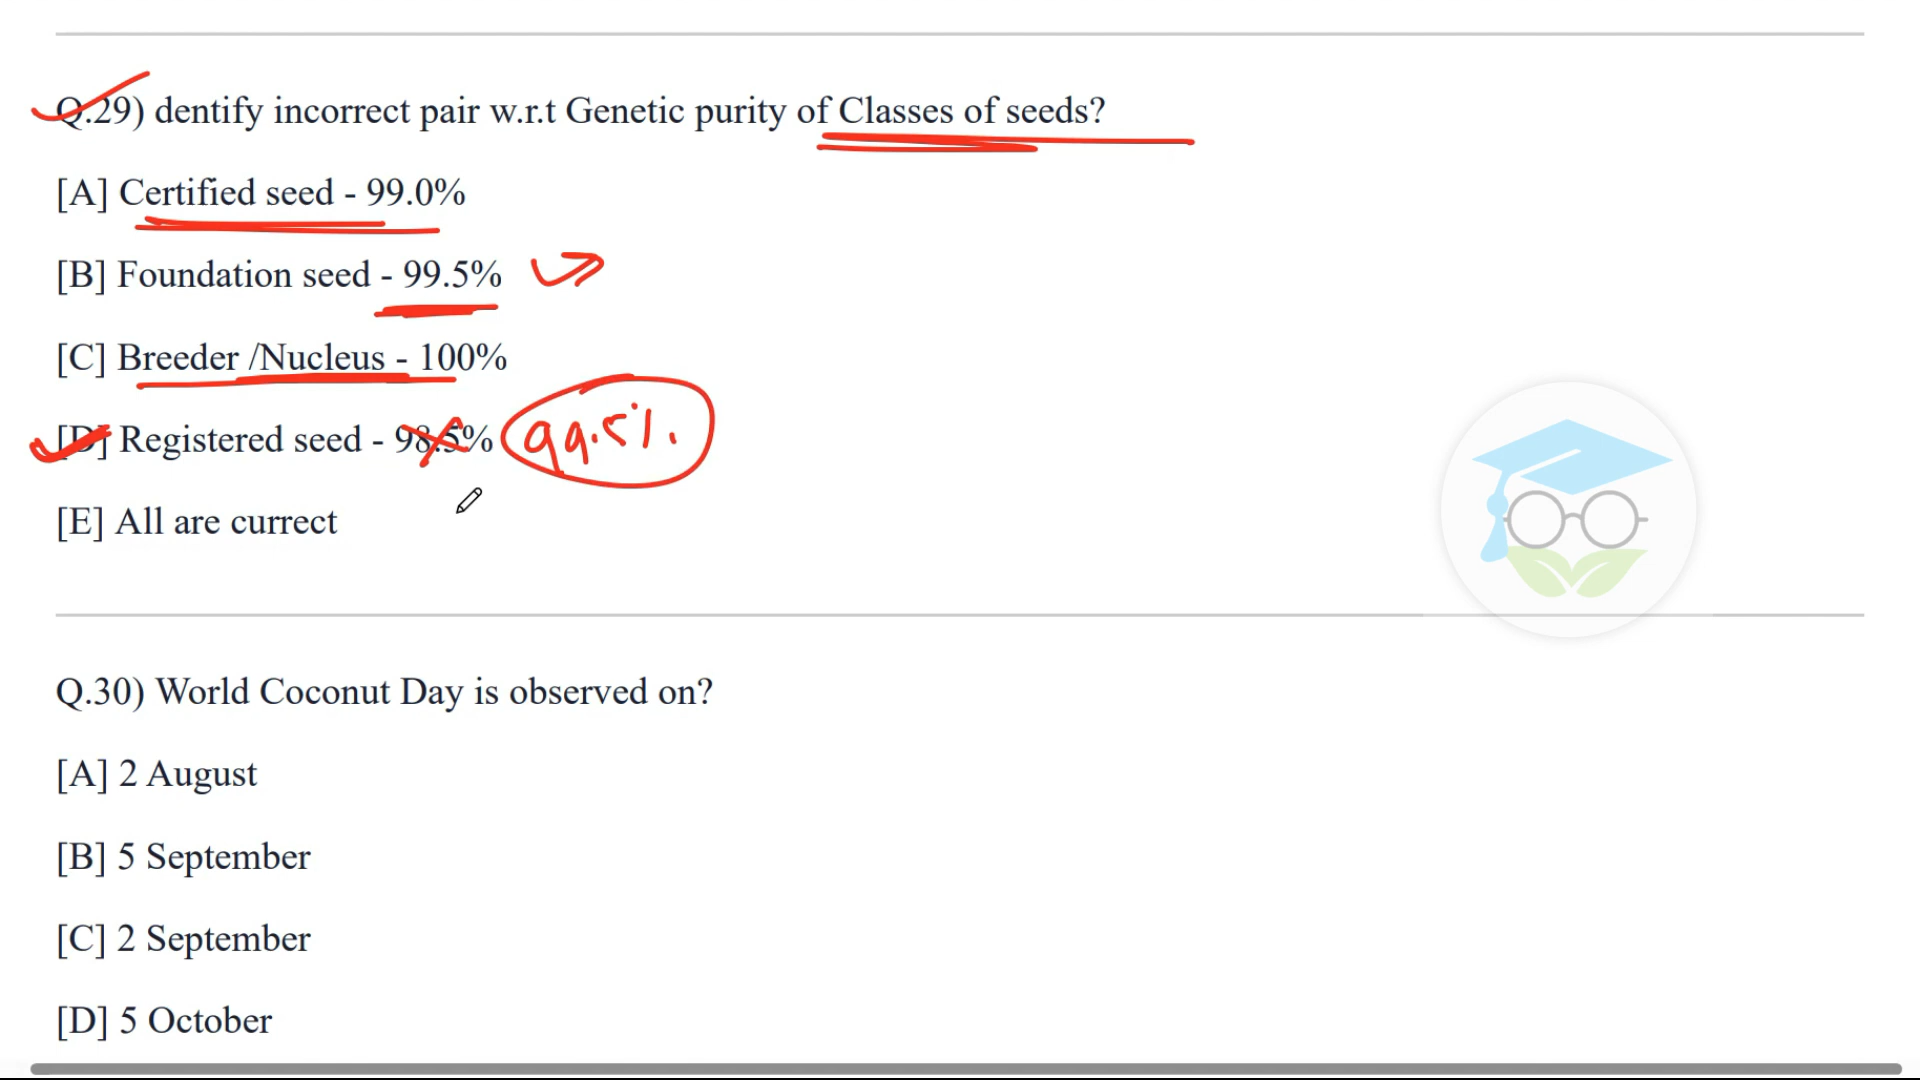 Q.29) dentify incorrect pair w.r.t Genetic purity of Classes of seeds?
[A] Certified seed - 99.0%
[B] Foundation seed - 99.5%
[C] Breeder /Nucleus - 100%
[D] Registered seed - 98.5% 99.5%.
[E] All are currect
Q.30) World Coconut Day is observed on?
[A] 2 August
[B] 5 September
[C] 2 September
[D] 5 October